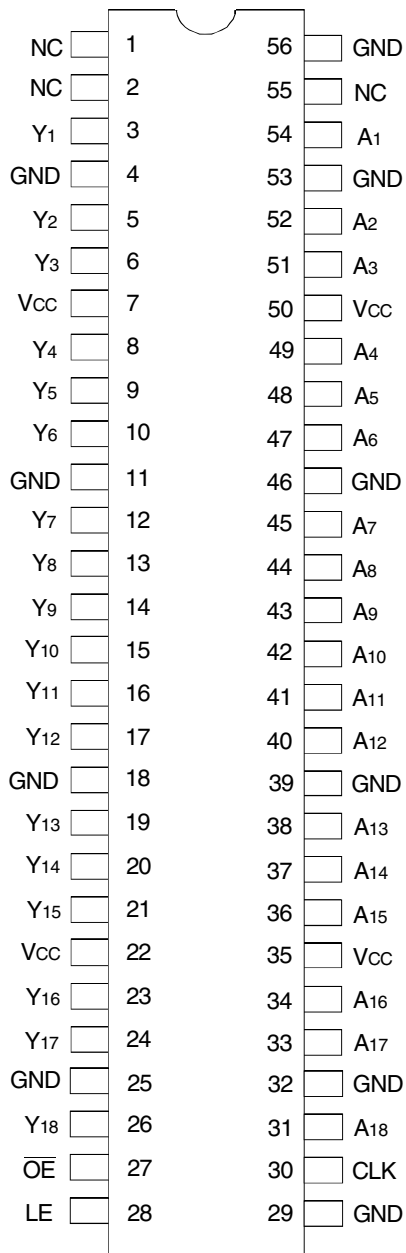 NC 1 56 GND
NC 2 55 NC
Y1 3 54 A1
GND 4 53 GND
Y2 5 52 A2
Y3 6 51 A3
VCC 7 50 VCC
Y4 8 49 A4
Y5 9 48 A5
Y6 10 47 A6
GND 11 46 GND
Y7 12 45 A7
Y8 13 44 A8
Y9 14 43 A9
Y10 15 42 A10
Y11 16 41 A11
Y12 17 40 A12
GND 18 39 GND
Y13 19 38 A13
Y14 20 37 A14
Y15 21 36 A15
VCC 22 35 VCC
Y16 23 34 A16
Y17 24 33 A17
GND 25 32 GND
Y18 26 31 A18
O̅E̅ 27 30 CLK
LE 28 29 GND